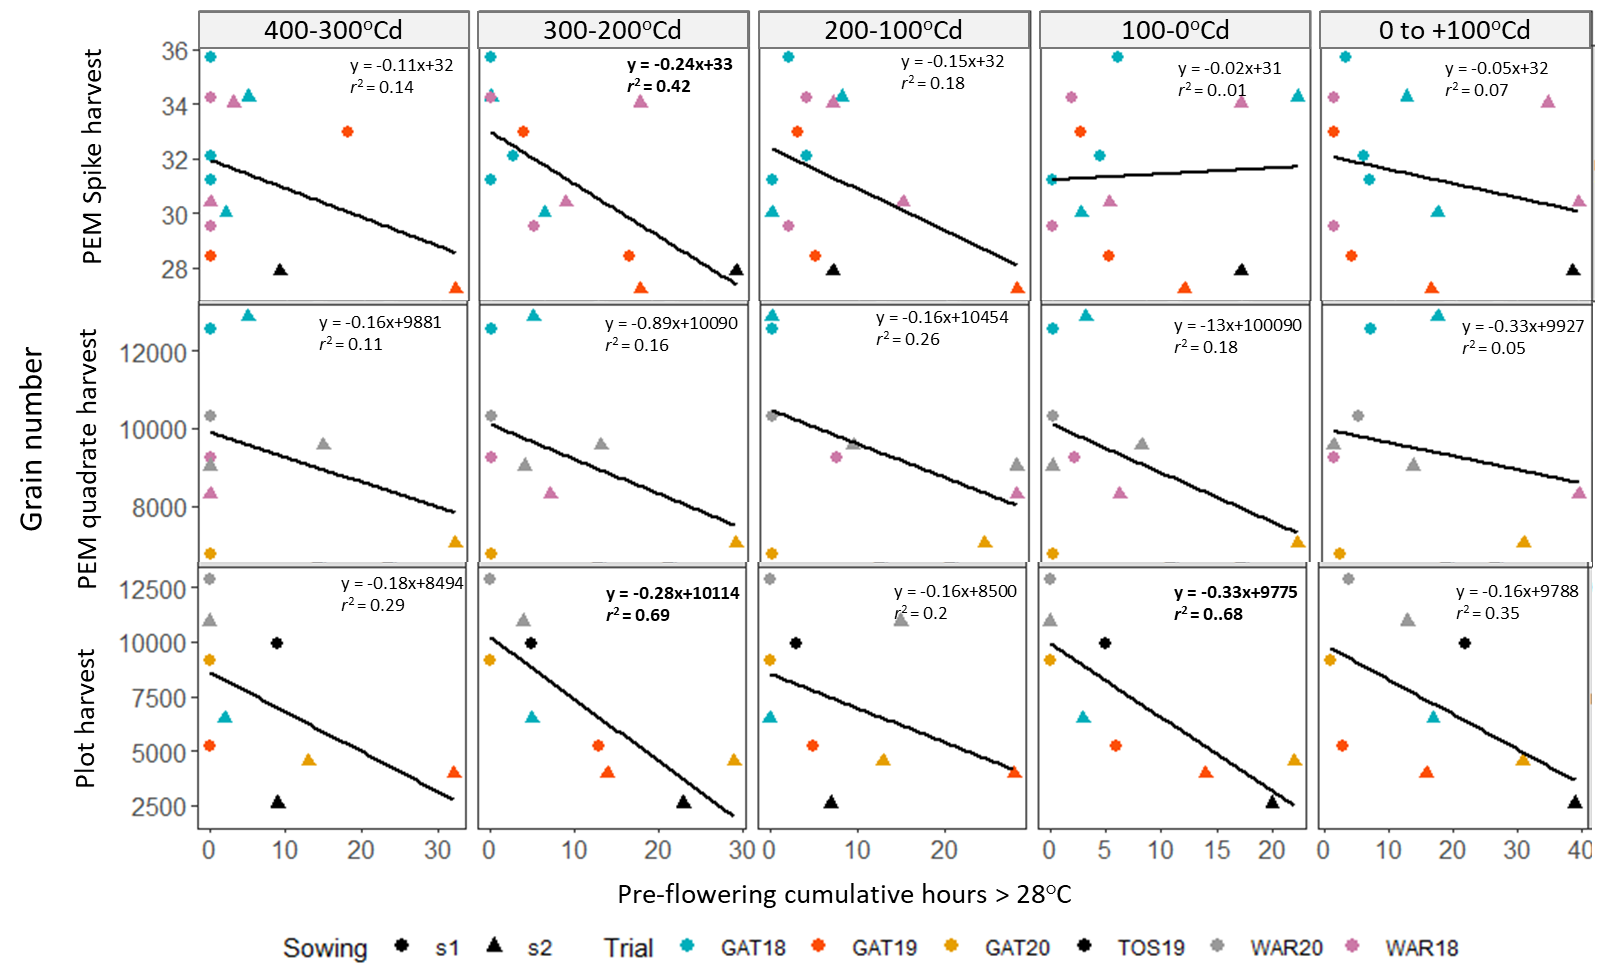 400-300°Cd 300-200°Cd 200-100°Cd 100-0°Cd 0 to +100°Cd
PEM Spike harvest
36
34
32
30
28
y = -0.11x+32
r² = 0.14
y = -0.24x+33
r² = 0.42
y = -0.15x+32
r² = 0.18
y = -0.02x+31
r² = 0..01
y = -0.05x+32
r² = 0.07
Grain number
PEM quadrate harvest
12000
10000
8000
y = -0.16x+9881
r² = 0.11
y = -0.89x+10090
r² = 0.16
y = -0.16x+10454
r² = 0.26
y = -13x+100090
r² = 0.18
y = -0.33x+9927
r² = 0.05
Plot harvest
12500
10000
7500
5000
2500
y = -0.18x+8494
r² = 0.29
y = -0.28x+10114
r² = 0.69
y = -0.16x+8500
r² = 0.2
y = -0.33x+9775
r² = 0..68
y = -0.16x+9788
r² = 0.35
0 10 20 30 0 10 20 30 0 10 20 0 5 10 15 20 0 10 20 30 40
Pre-flowering cumulative hours > 28°C
Sowing s1 s2 Trial GAT18 GAT19 GAT20 TOS19 WAR20 WAR18